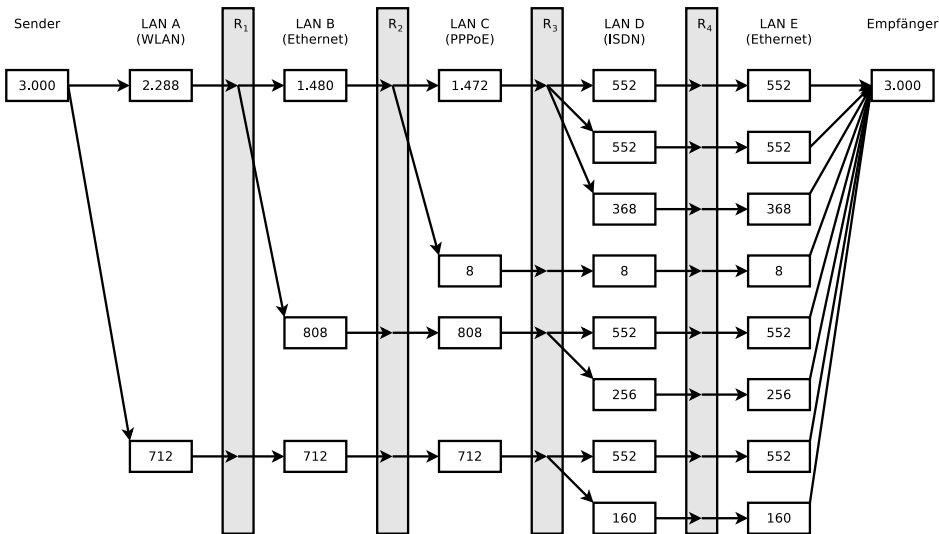 Sender LAN A R1 LAN B R2 LAN C R3 LAN D R4 LAN E Empfänger
(WLAN) (Ethernet) (PPPoE) (ISDN) (Ethernet)
3.000 2.288 1.480 1.472 552 552 3.000
552 552
368 368
8 8 8
808 808 552 552
256 256
712 712 712 552 552
160 160